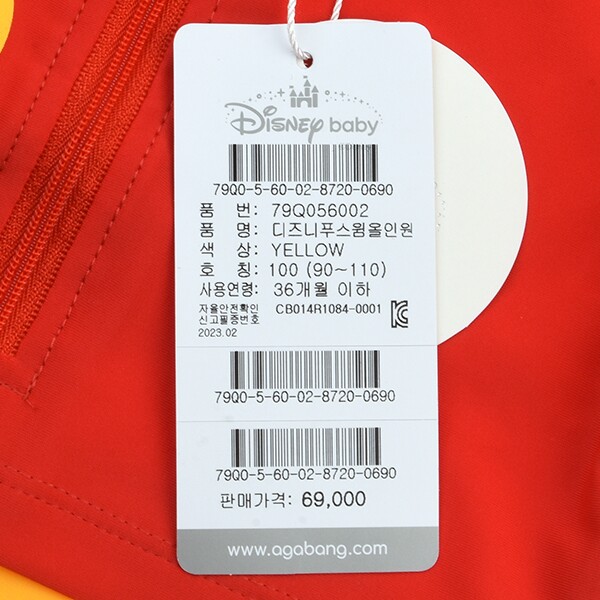 Disney baby
79Q0-5-60-02-8720-0690
품 번: 79Q056002
품 명: 디즈니푸스윔올인원
색 상: YELLOW
호 칭: 100 (90~110)
사용연령: 36개월 이하
자율안전확인
신고필증번호 CB014R1084-0001
2023.02
79Q0-5-60-02-8720-0690
79Q0-5-60-02-8720-0690
판매가격: 69,000
www.agabang.com